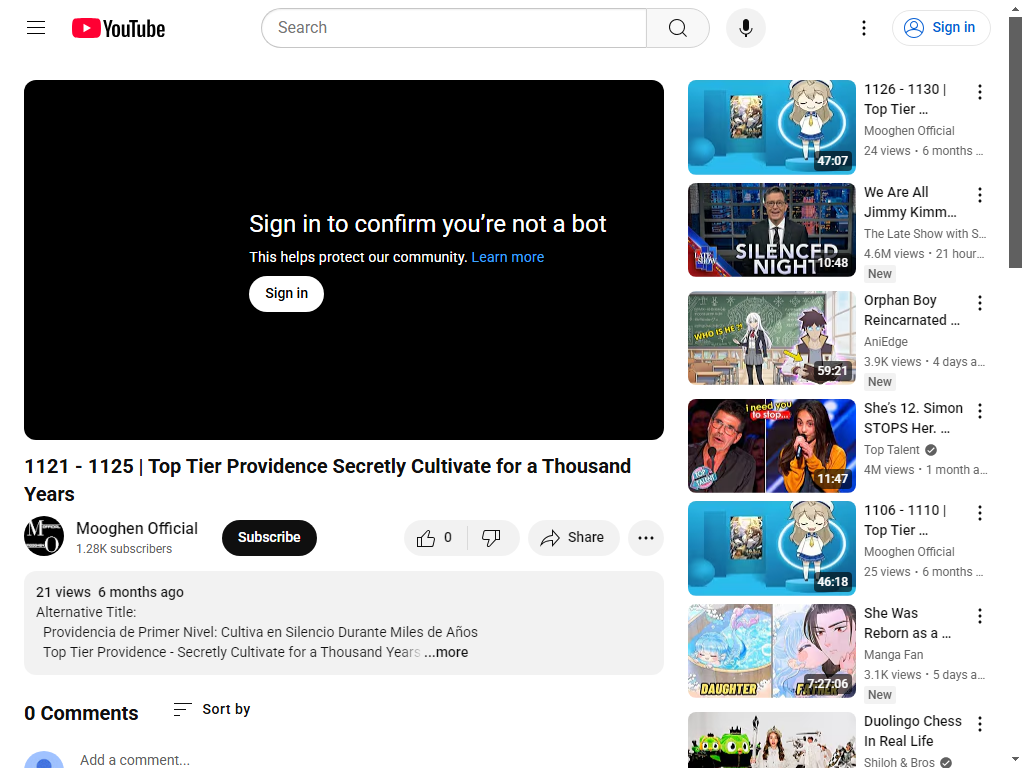 YouTube
Search
Sign in
Sign in to confirm you’re not a bot
This helps protect our community. Learn more
Sign in
1121 - 1125 | Top Tier Providence Secretly Cultivate for a Thousand
Years
Mooghen Official
1.28K subscribers
Subscribe
0
Share
21 views 6 months ago
Alternative Title:
Providencia de Primer Nivel: Cultiva en Silencio Durante Miles de Años
Top Tier Providence - Secretly Cultivate for a Thousand Years ...more
0 Comments
Sort by
Add a comment...
47:07
1126 - 1130 |
Top Tier ...
Mooghen Official
24 views • 6 months ...
LATE SHOW
SILENCED
NIGHT
10:48
We Are All
Jimmy Kimm...
The Late Show with S...
4.6M views • 21 hour...
New
WHO IS HE?!
59:21
Orphan Boy
Reincarnated ...
AniEdge
3.9K views • 4 days a...
New
i need you
to stop...
TOP TALENT
11:47
She’s 12. Simon
STOPS Her. ...
Top Talent
4M views • 1 month a...
46:18
1106 - 1110 |
Top Tier ...
Mooghen Official
25 views • 6 months ...
DAUGHTER
FATHER
7:27:06
She Was
Reborn as a ...
Manga Fan
3.1K views • 5 days a...
New
Duolingo Chess
In Real Life
Shiloh & Bros